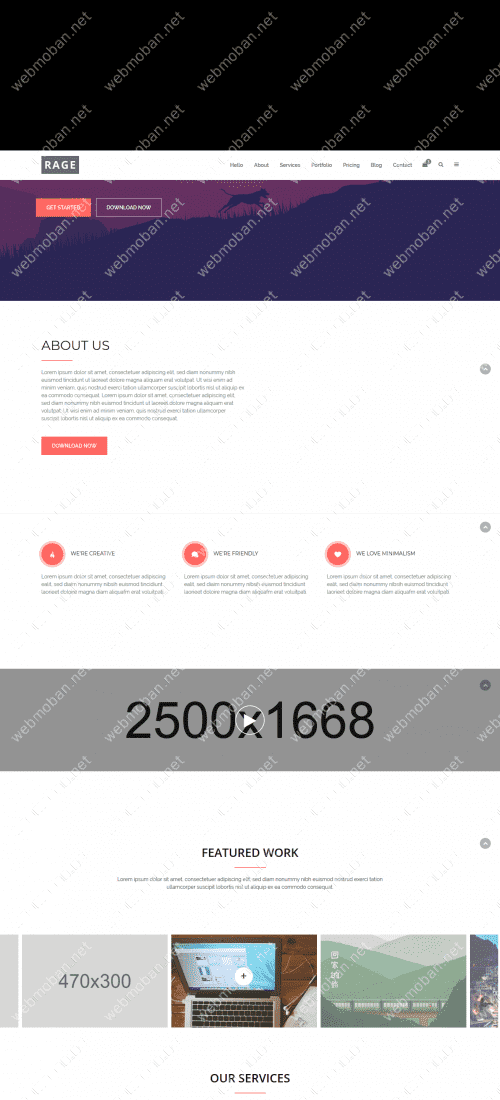 webmoban.net
RAGE
Hello About Services Portfolio Pricing Blog Contact
GET STARTED
DOWNLOAD NOW
ABOUT US
Lorem ipsum dolor sit amet, consectetuer adipiscing elit, sed diam nonummy nibh
euismod tincidunt ut laoreet dolore magna aliquam erat volutpat. Ut wisi enim ad
minim veniam, quis nostrud exerci tation ullamcorper suscipit lobortis nisl ut aliquip ex
ea commodo consequat. Lorem ipsum dolor sit amet, consectetuer adipiscing elit,
sed diam nonummy nibh euismod tincidunt ut laoreet dolore magna aliquam erat
volutpat. Ut wisi enim ad minim veniam, quis nostrud exerci tation ullamcorper
suscipit lobortis nisl ut aliquip ex ea commodo consequat.
DOWNLOAD NOW
WE'RE CREATIVE
Lorem ipsum dolor sit amet, consectetuer adipiscing
elit, sed diam nonummy nibh euismod tincidunt
laoreet dolore magna diam aliquafm erat volutpat.
WE'RE FRIENDLY
Lorem ipsum dolor sit amet, consectetuer adipiscing
elit, sed diam nonummy nibh euismod tincidunt
laoreet dolore magna diam aliquafm erat volutpat.
WE LOVE MINIMALISM
Lorem ipsum dolor sit amet, consectetuer adipiscing
elit, sed diam nonummy nibh euismod tincidunt
laoreet dolore magna diam aliquafm erat volutpat.
2500x1668
FEATURED WORK
Lorem ipsum dolor sit amet, consectetuer adipiscing elit, sed diam nonummy nibh euismod nostrud exerci tation
ullamcorper suscipit lobortis nisl ut aliquip ex ea commodo consequat.
470x300
OUR SERVICES